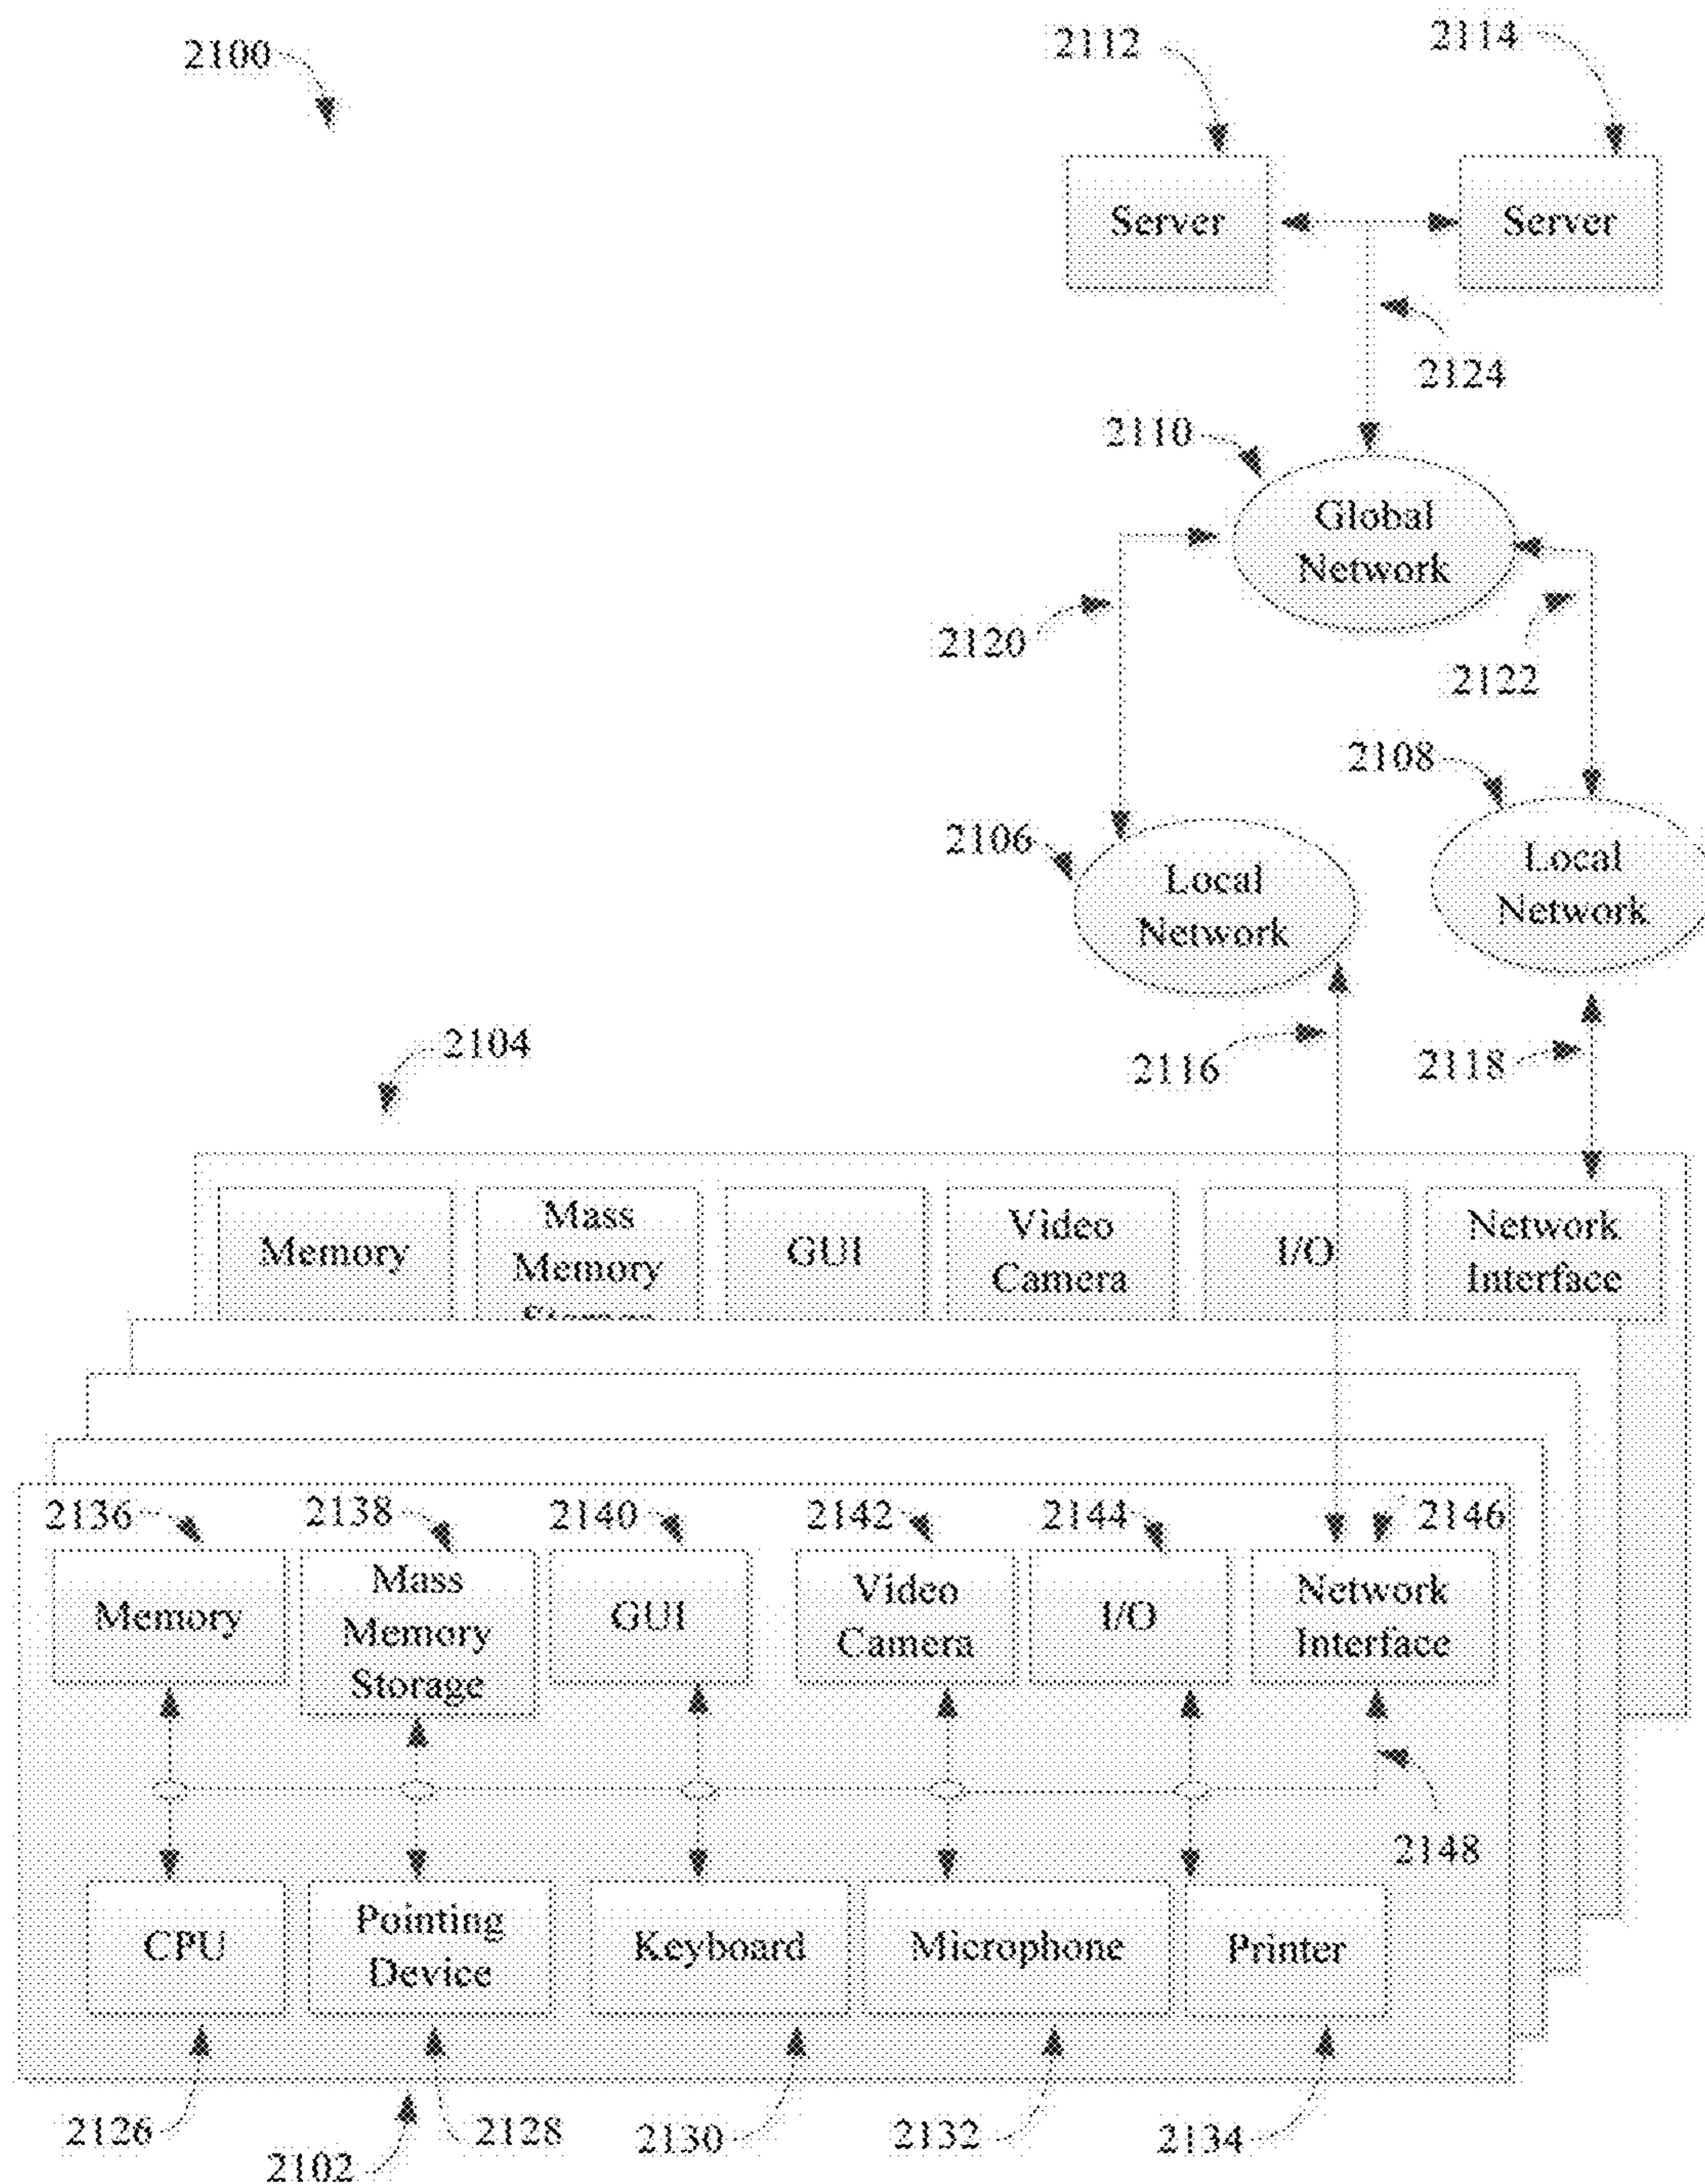 2100
2112
2114
Server
Server
2124
2110
Global
Network
2120
2122
2108
2106
Local
Network
Local
Network
2104
2116
2118
Memory
Mass
Memory
Storage
GUI
Video
Camera
I/O
Network
Interface
2136
2138
2140
2142
2144
2146
Memory
Mass
Memory
Storage
GUI
Video
Camera
I/O
Network
Interface
2148
CPU
Pointing
Device
Keyboard
Microphone
Printer
2126
2102
2128
2130
2132
2134